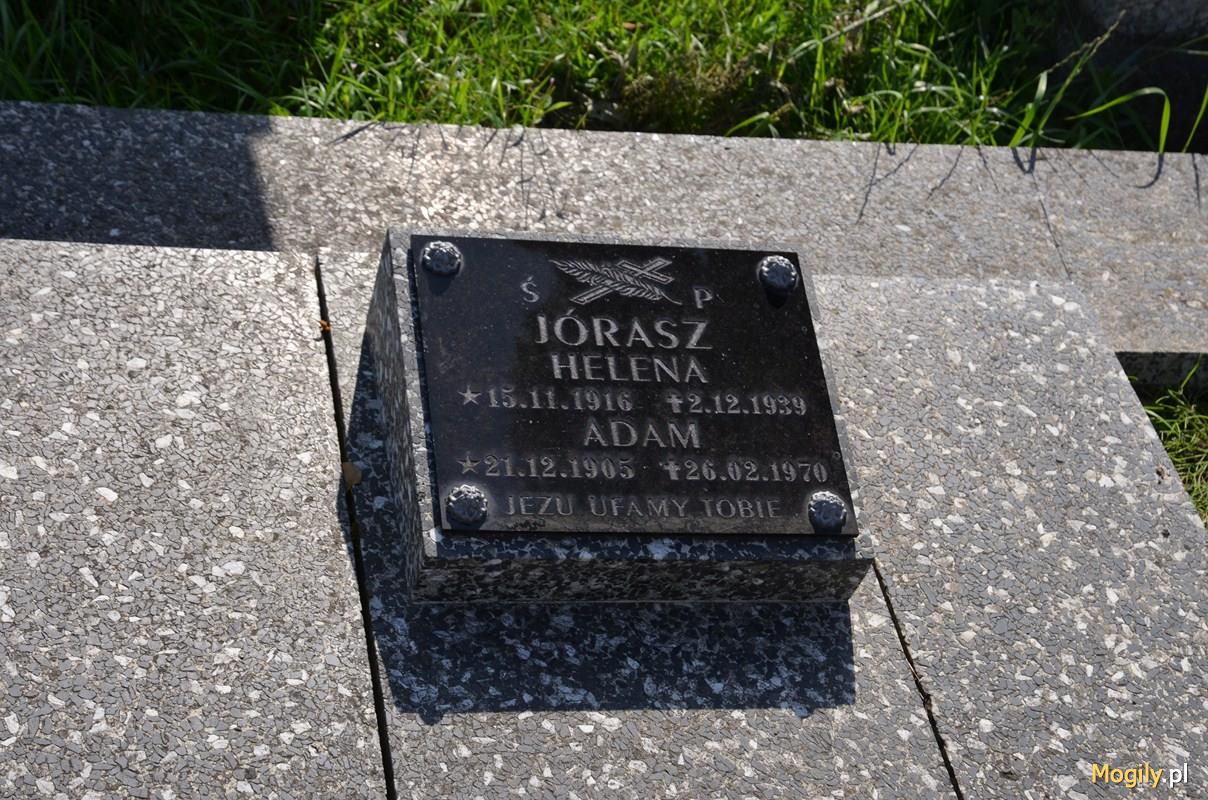 Ś P
JÓRASZ
HELENA
★15.11.1916 ✝2.12.1939
ADAM
★21.12.1905 ✝26.02.1970
JEZU UFAMY TOBIE
Mogily.pl